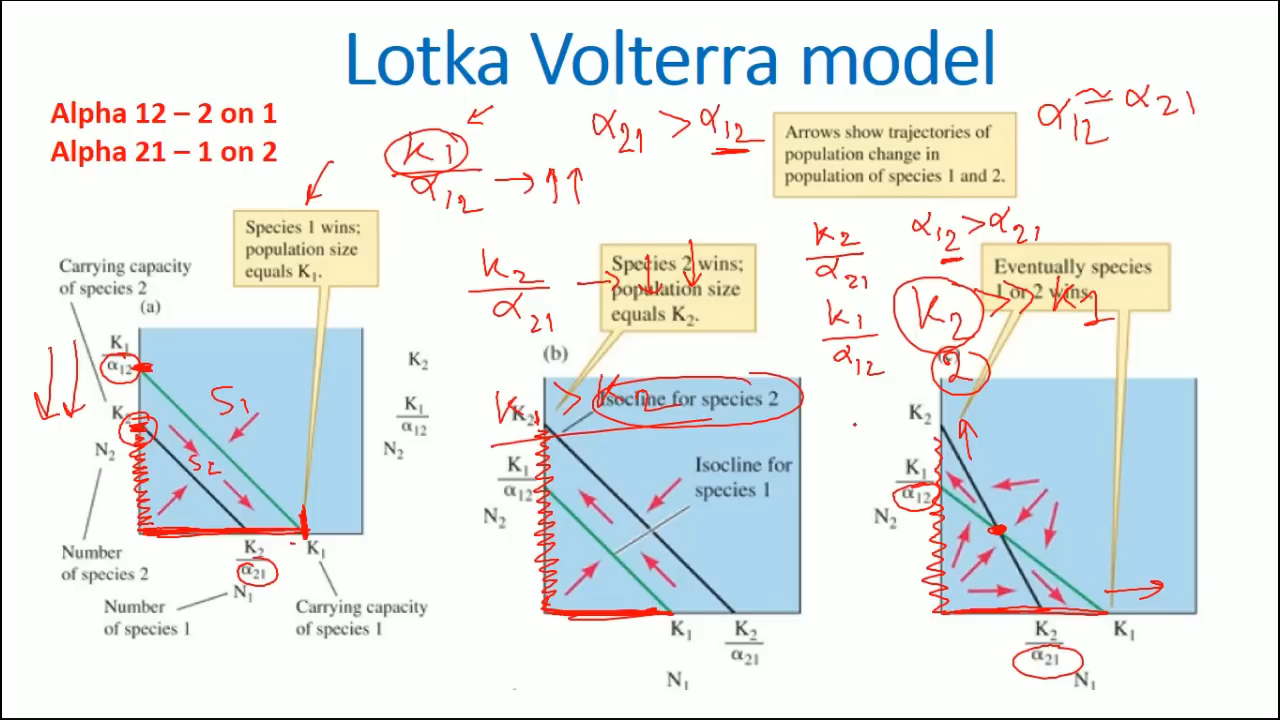 Lotka Volterra model
Alpha 12 – 2 on 1
Alpha 21 – 1 on 2
K1
α12
→ ↑↑
α21 > α12
α12 ≃ α21
Arrows show trajectories of
population change in
population of species 1 and 2.
Species 1 wins;
population size
equals K1.
K2
α21
→ ↓↓
Species 2 wins;
population size
equals K2.
K2
α21
K1
α12
α12 > α21
K2 > > K1
2
Eventually species
1 or 2 wins.
Carrying capacity
of species 2
(a)
K1
α12
K2
N2
S1
S2
Number
of species 2
K2
α21
K1
N1
Number
of species 1
Carrying capacity
of species 1
K2
K1
α12
N2
(b)
K1 > K2
K2
Isocline for species 2
K1
α12
N2
Isocline for
species 1
K1
K2
α21
N1
K2
K1
α12
N2
K2
α21
K1
N1